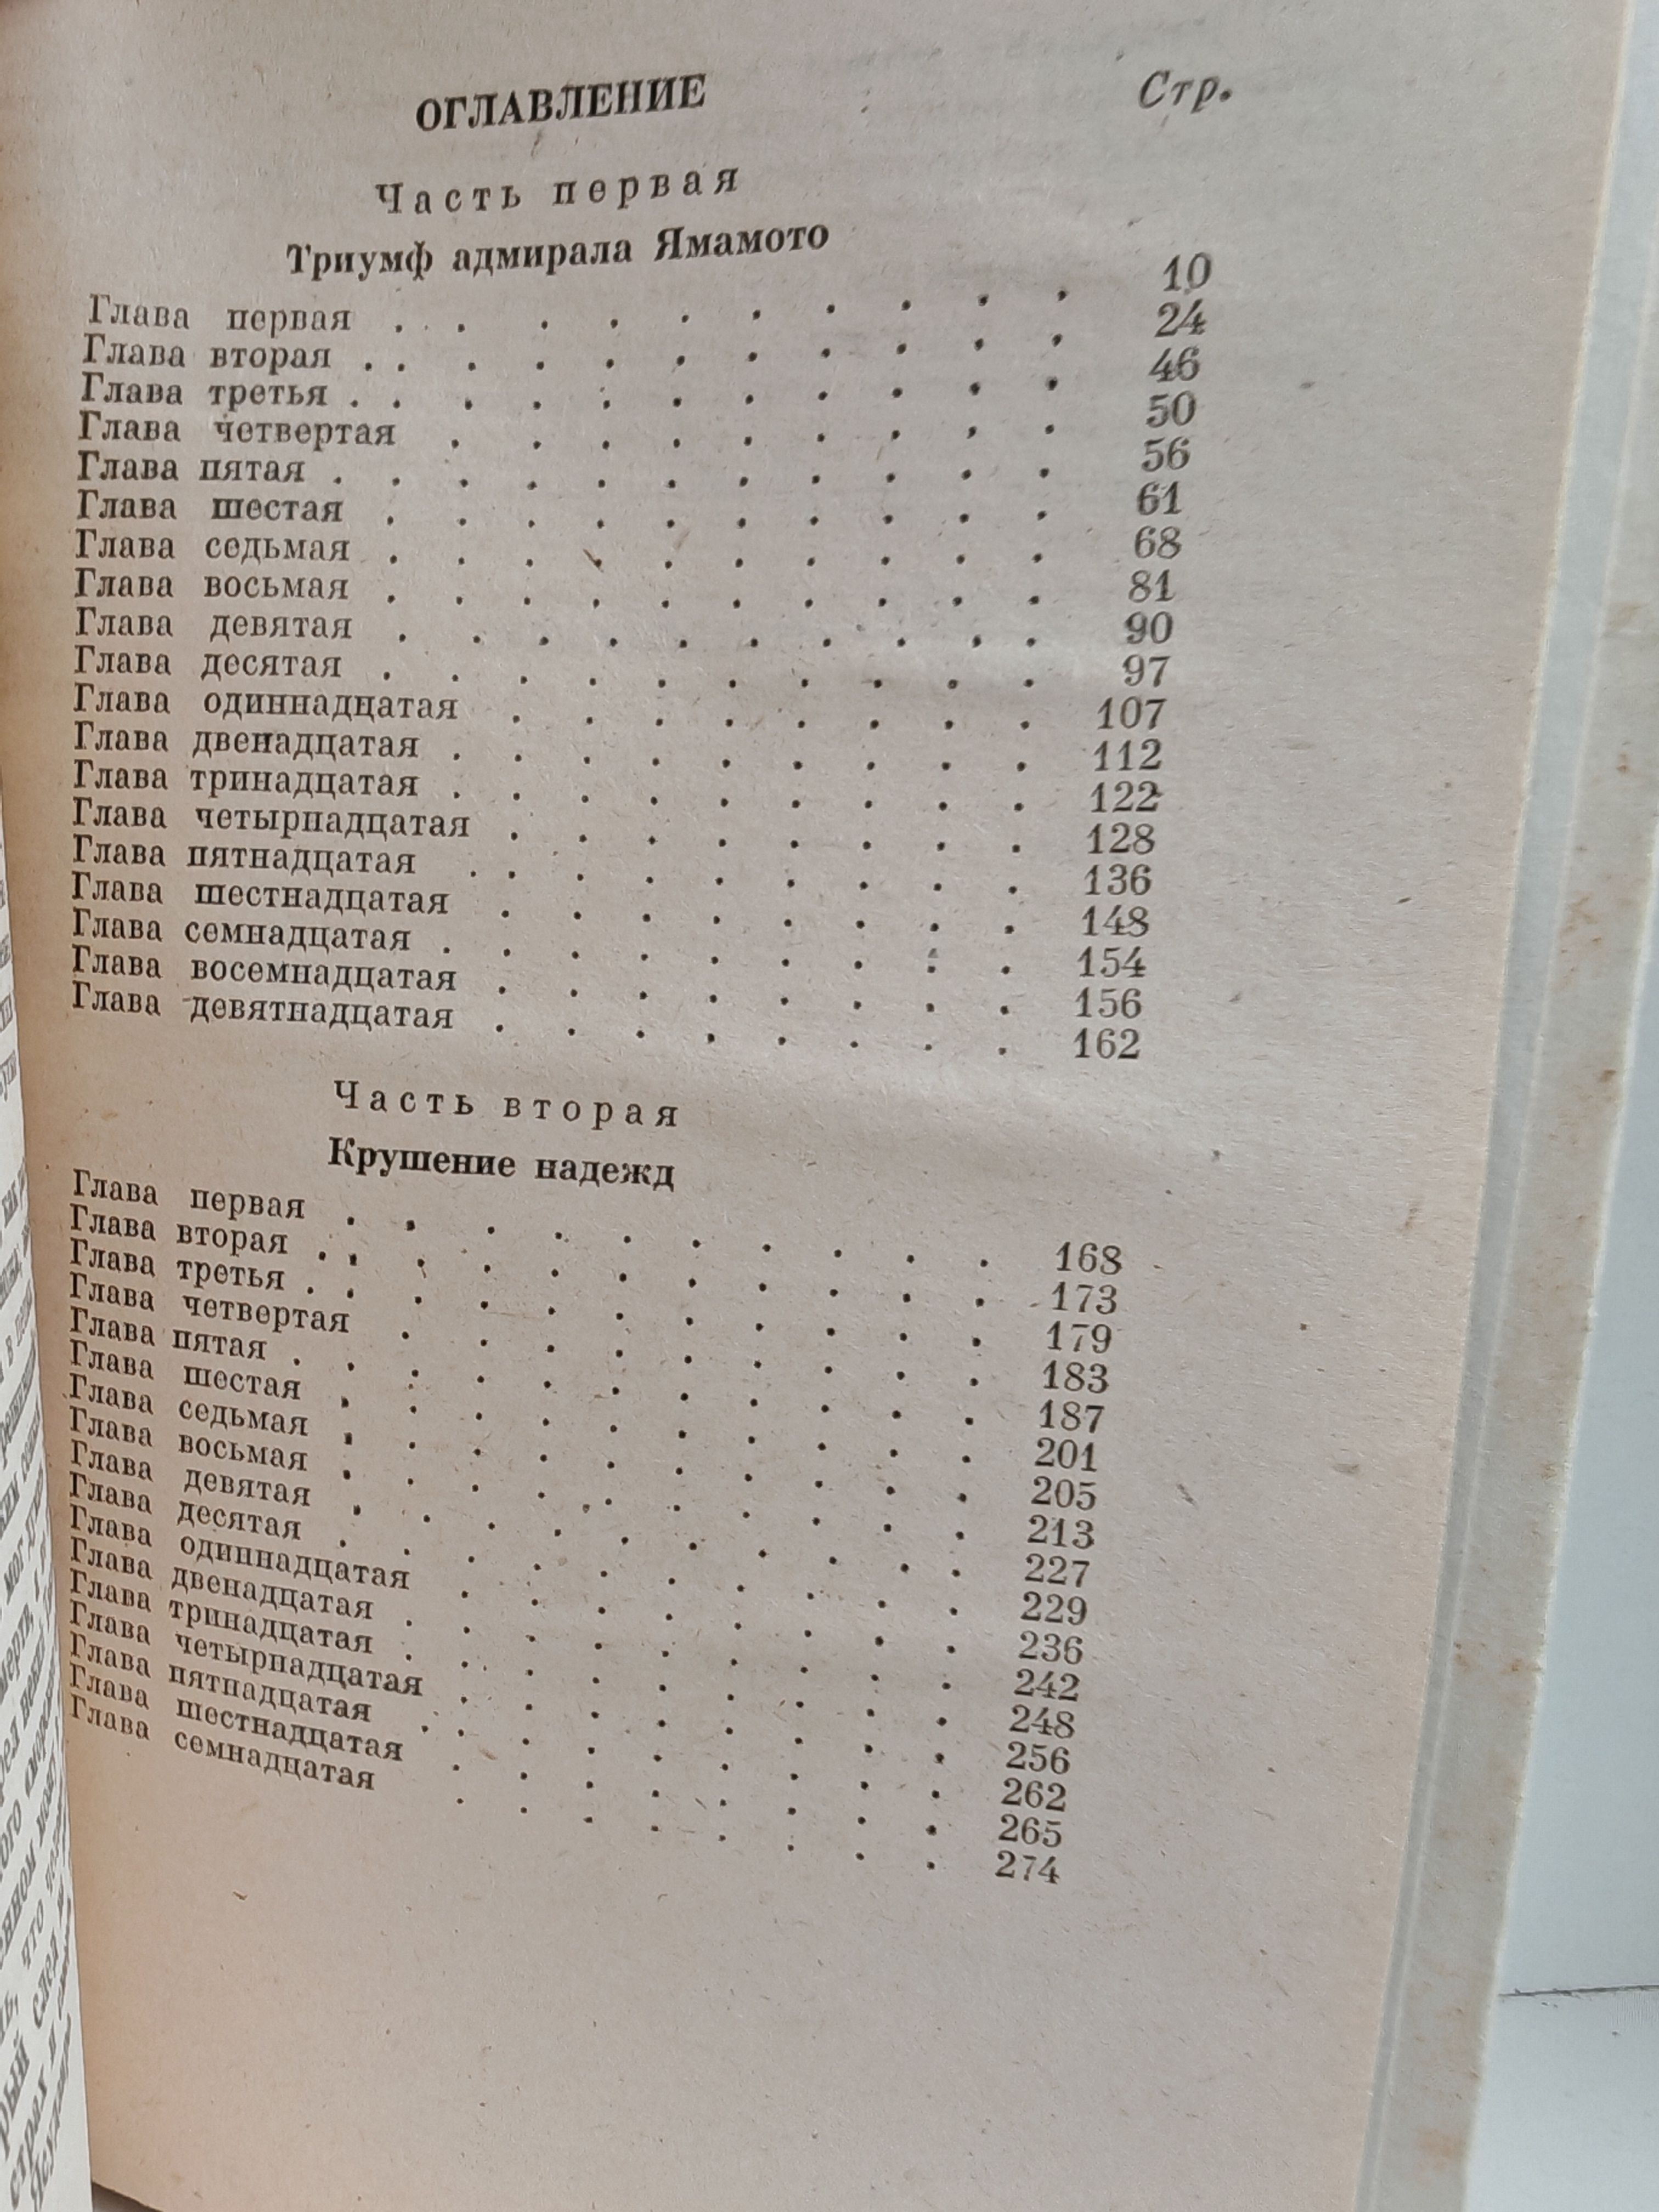 ОГЛАВЛЕНИЕ Стр.
Часть первая
Триумф адмирала Ямамото
Глава первая . . . . . . . . . . 10
Глава вторая . . . . . . . . . . 24
Глава третья . . . . . . . . . . 46
Глава четвертая . . . . . . . . . 50
Глава пятая . . . . . . . . . . . 56
Глава шестая . . . . . . . . . . 61
Глава седьмая . . . . . . . . . . 68
Глава восьмая . . . . . . . . . . 81
Глава девятая . . . . . . . . . . 90
Глава десятая . . . . . . . . . . 97
Глава одиннадцатая . . . . . . . . 107
Глава двенадцатая . . . . . . . . . 112
Глава тринадцатая . . . . . . . . . 122
Глава четырнадцатая . . . . . . . . 128
Глава пятнадцатая . . . . . . . . . 136
Глава шестнадцатая . . . . . . . . 148
Глава семнадцатая . . . . . . . . . 154
Глава восемнадцатая . . . . . . . . 156
Глава девятнадцатая . . . . . . . . 162
Часть вторая
Крушение надежд
Глава первая . . . . . . . . . . 168
Глава вторая . . . . . . . . . . 173
Глава третья . . . . . . . . . . 179
Глава четвертая . . . . . . . . . 183
Глава пятая . . . . . . . . . . . 187
Глава шестая . . . . . . . . . . 201
Глава седьмая . . . . . . . . . . 205
Глава восьмая . . . . . . . . . . 213
Глава девятая . . . . . . . . . . 227
Глава десятая . . . . . . . . . . 229
Глава одиннадцатая . . . . . . . . 236
Глава двенадцатая . . . . . . . . . 242
Глава тринадцатая . . . . . . . . . 248
Глава четырнадцатая . . . . . . . . 256
Глава пятнадцатая . . . . . . . . . 262
Глава шестнадцатая . . . . . . . . 265
Глава семнадцатая . . . . . . . . 274